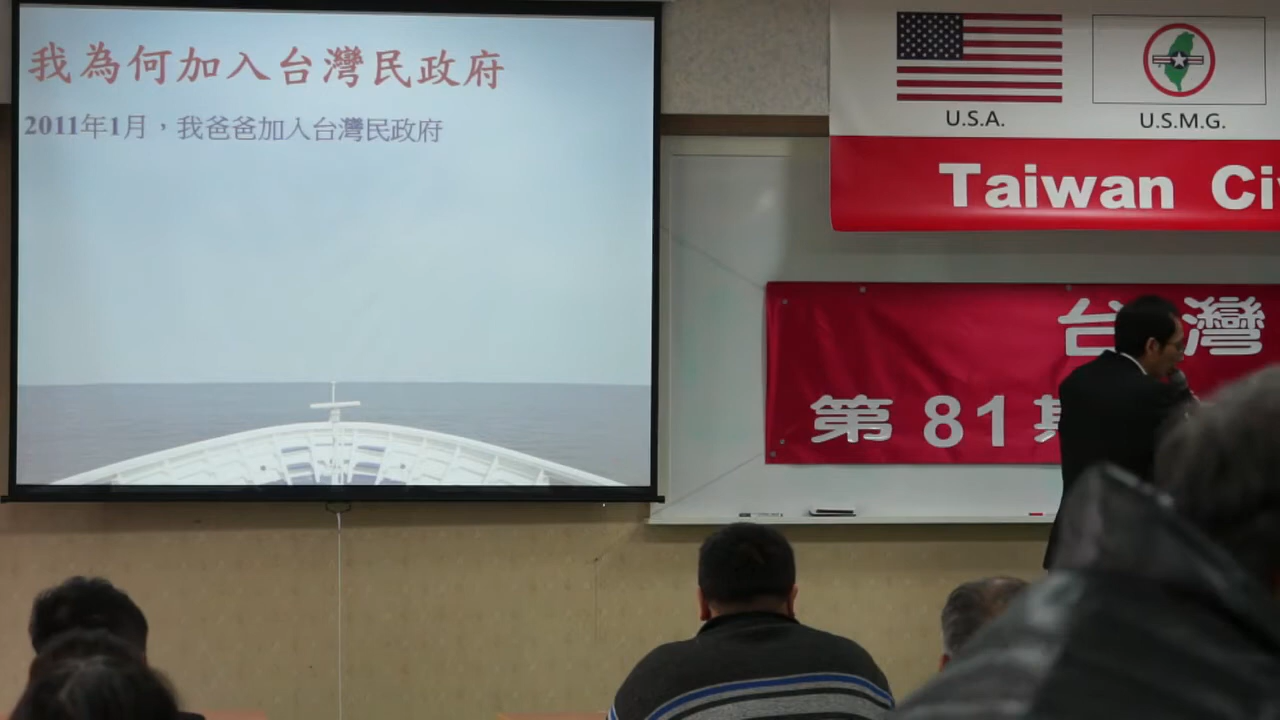 我為何加入台灣民政府
2011年1月，我爸爸加入台灣民政府
U.S.A.
U.S.M.G.
Taiwan
台灣
第 81